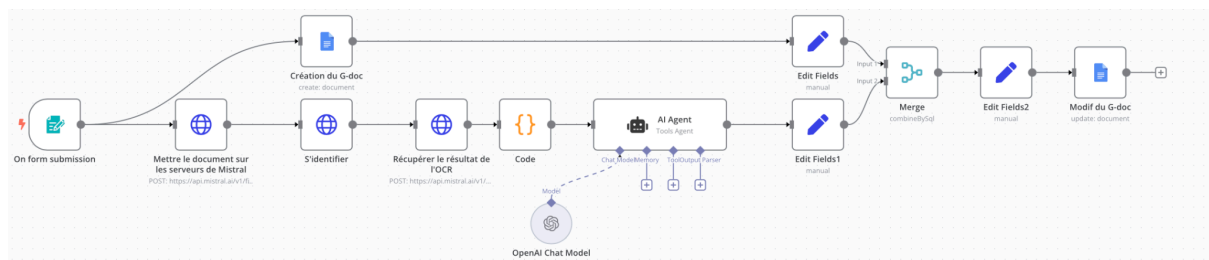 Création du G-doc
create: document
Edit Fields
manual
Input 1
Input 2
Merge
combineBySql
Edit Fields2
manual
Modif du G-doc
update: document
On form submission
Mettre le document sur
les serveurs de Mistral
POST: https://api.mistral.ai/v1/fi...
S'identifier
Récupérer le résultat de
l'OCR
POST: https://api.mistral.ai/v1/...
{}
Code
AI Agent
Tools Agent
Chat Model
Memory
Tool
Output Parser
Edit Fields1
manual
Model
OpenAI Chat Model